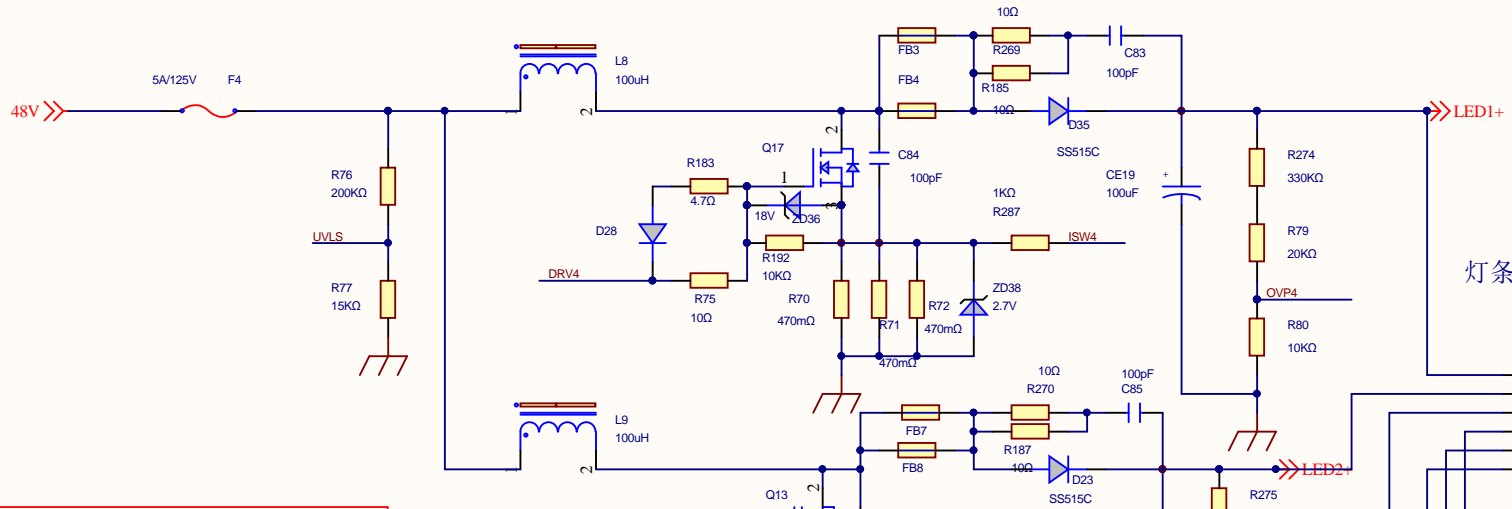 10Ω
FB3
R269
C83
L8
5A/125V
F4
100uH
FB4
100pF
R185
48V
1
2
10Ω
LED1+
D35
2
Q17
SS515C
C84
R274
R183
R76
1
100pF
CE19
330KΩ
200KΩ
+
100uF
4.7Ω
1KΩ
3
18V
ZD36
R287
D28
R79
UVLS
ISW4
R192
20KΩ
10KΩ
灯条
DRV4
R77
ZD38
OVP4
R75
R70
R72
15KΩ
2.7V
10Ω
470mΩ
R71
470mΩ
R80
10KΩ
470mΩ
10Ω
100pF
R270
C85
L9
FB7
100uH
R187
1
2
FB8
10Ω
LED2+
D23
Q13
2
SS515C
R275